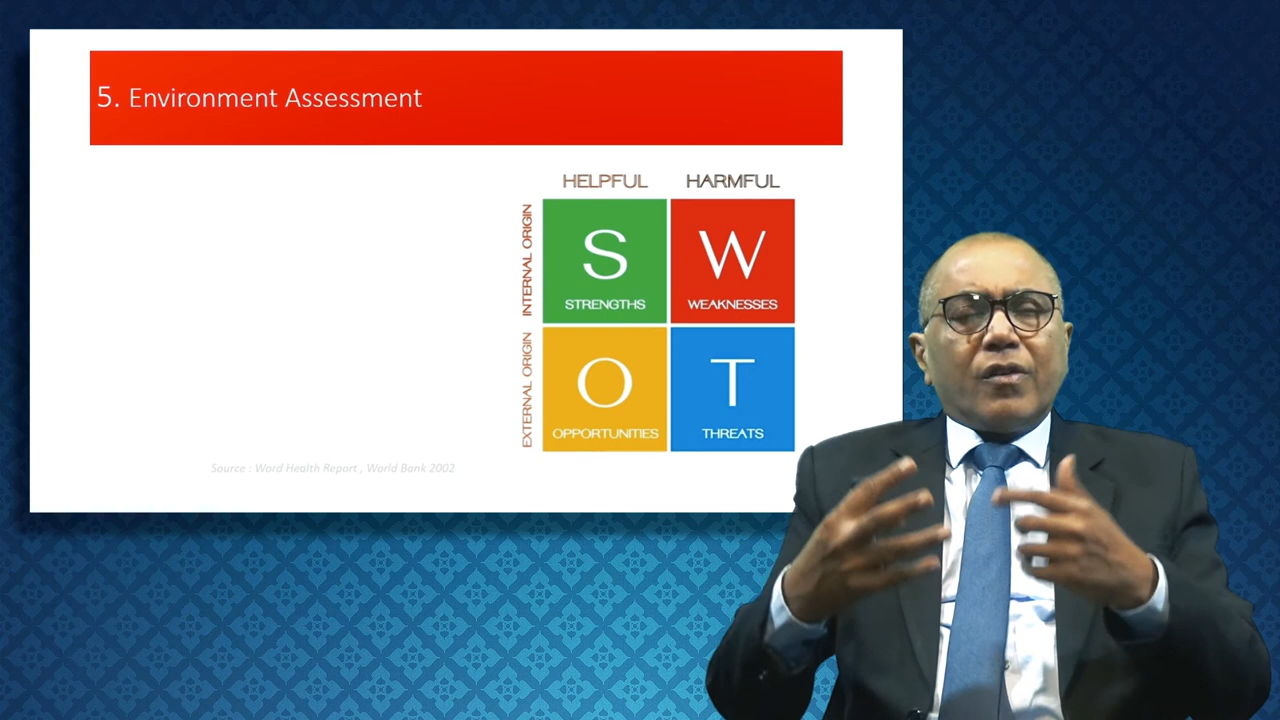 5. Environment Assessment
HELPFUL HARMFUL
INTERNAL ORIGIN
S W
STRENGTHS WEAKNESSES
EXTERNAL ORIGIN
O T
OPPORTUNITIES THREATS
Source : Word Health Report , World Bank 2002